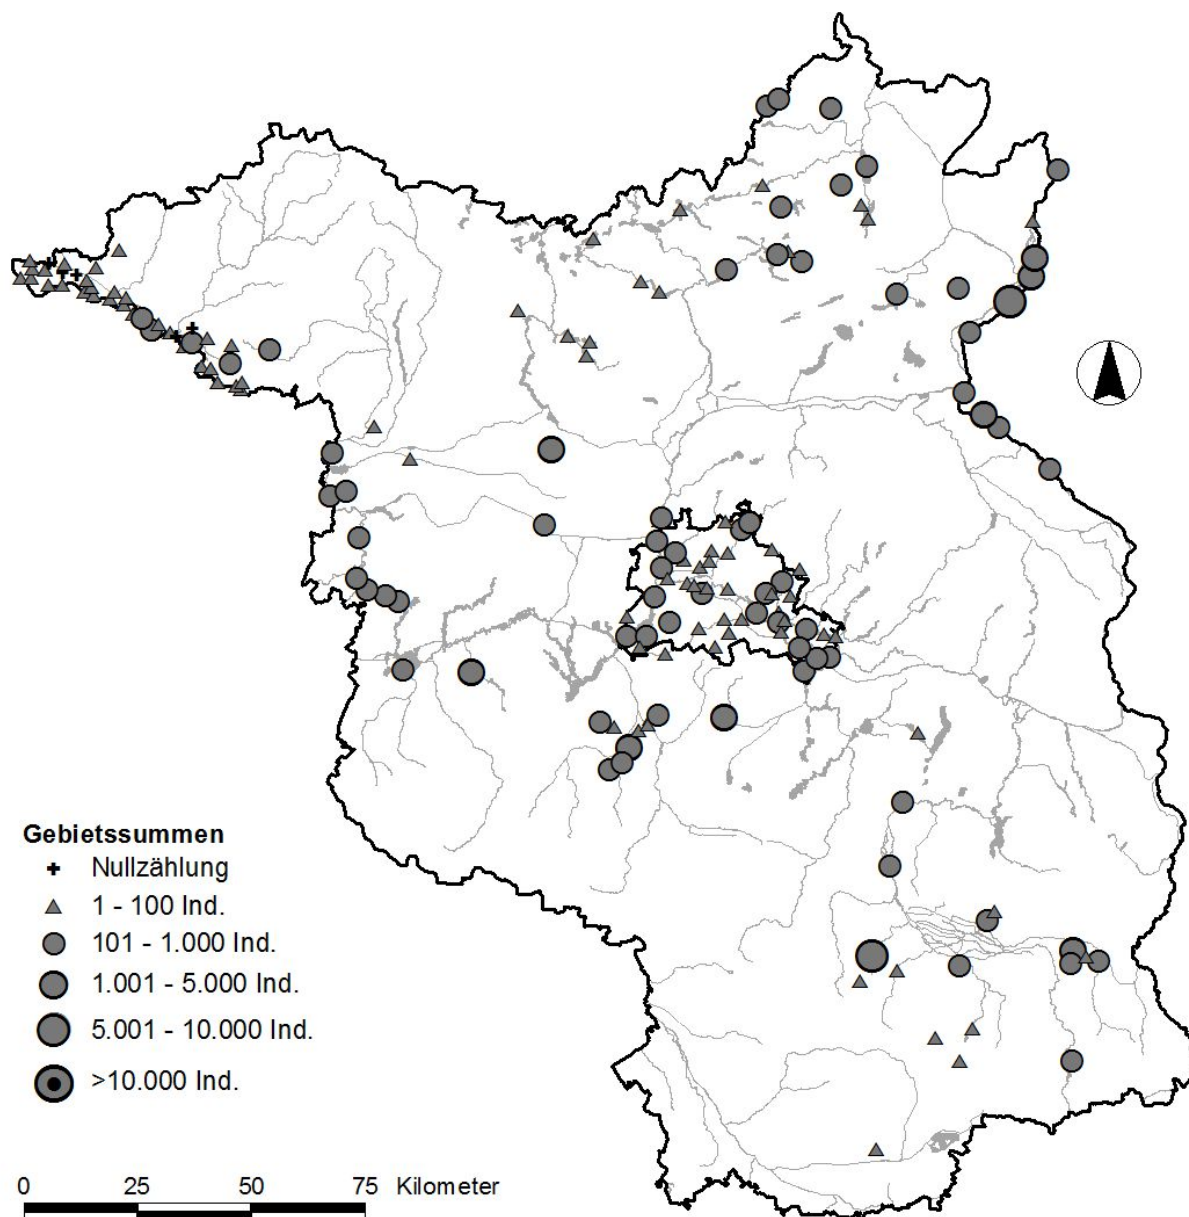 Gebietssummen
Nullzählung
1 - 100 Ind.
101 - 1.000 Ind.
1.001 - 5.000 Ind.
5.001 - 10.000 Ind.
>10.000 Ind.
0 25 50 75 Kilometer